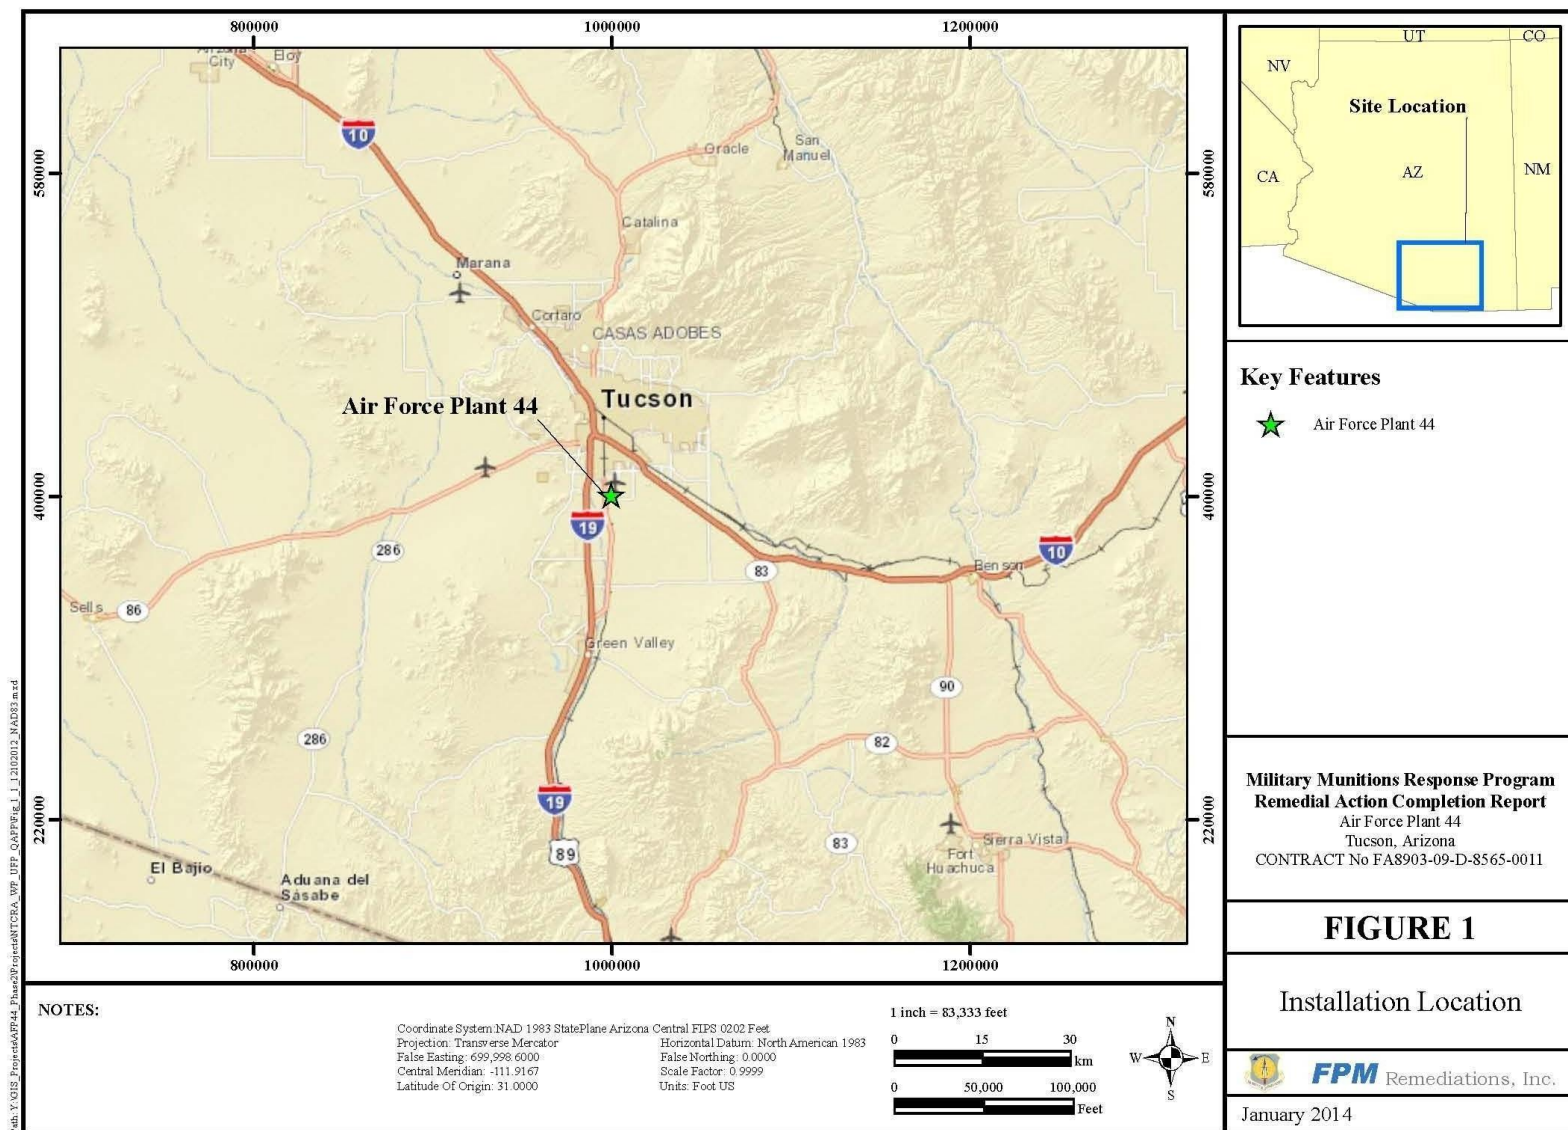 800000
1000000
1200000
580000
400000
220000
City
Eloy
10
Oracle
San
Manuel
Catalina
Marana
Cortaro
CASAS ADOBES
Tucson
Air Force Plant 44
19
286
83
10
Benson
Sells
86
Green Valley
90
286
82
19
89
83
Sierra Vista
Fort
Huachuca
El Bajio
Aduana del
Sásabe
580000
400000
220000
800000
1000000
1200000
UT
CO
NV
Site Location
CA
AZ
NM
Key Features
Air Force Plant 44
Military Munitions Response Program
Remedial Action Completion Report
Air Force Plant 44
Tucson, Arizona
CONTRACT No FA8903-09-D-8565-0011
FIGURE 1
Installation Location
FPM Remediations, Inc.
January 2014
NOTES:
Coordinate System:NAD 1983 StatePlane Arizona Central FIPS 0202 Feet
Projection: Transverse Mercator
Horizontal Datum: North American 1983
False Easting: 699,998.6000
False Northing: 0.0000
Central Meridian: -111.9167
Scale Factor: 0.9999
Latitude Of Origin: 31.0000
Units: Foot US
1 inch = 83,333 feet
0 15 30
km
0 50,000 100,000
Feet
N
W E
S